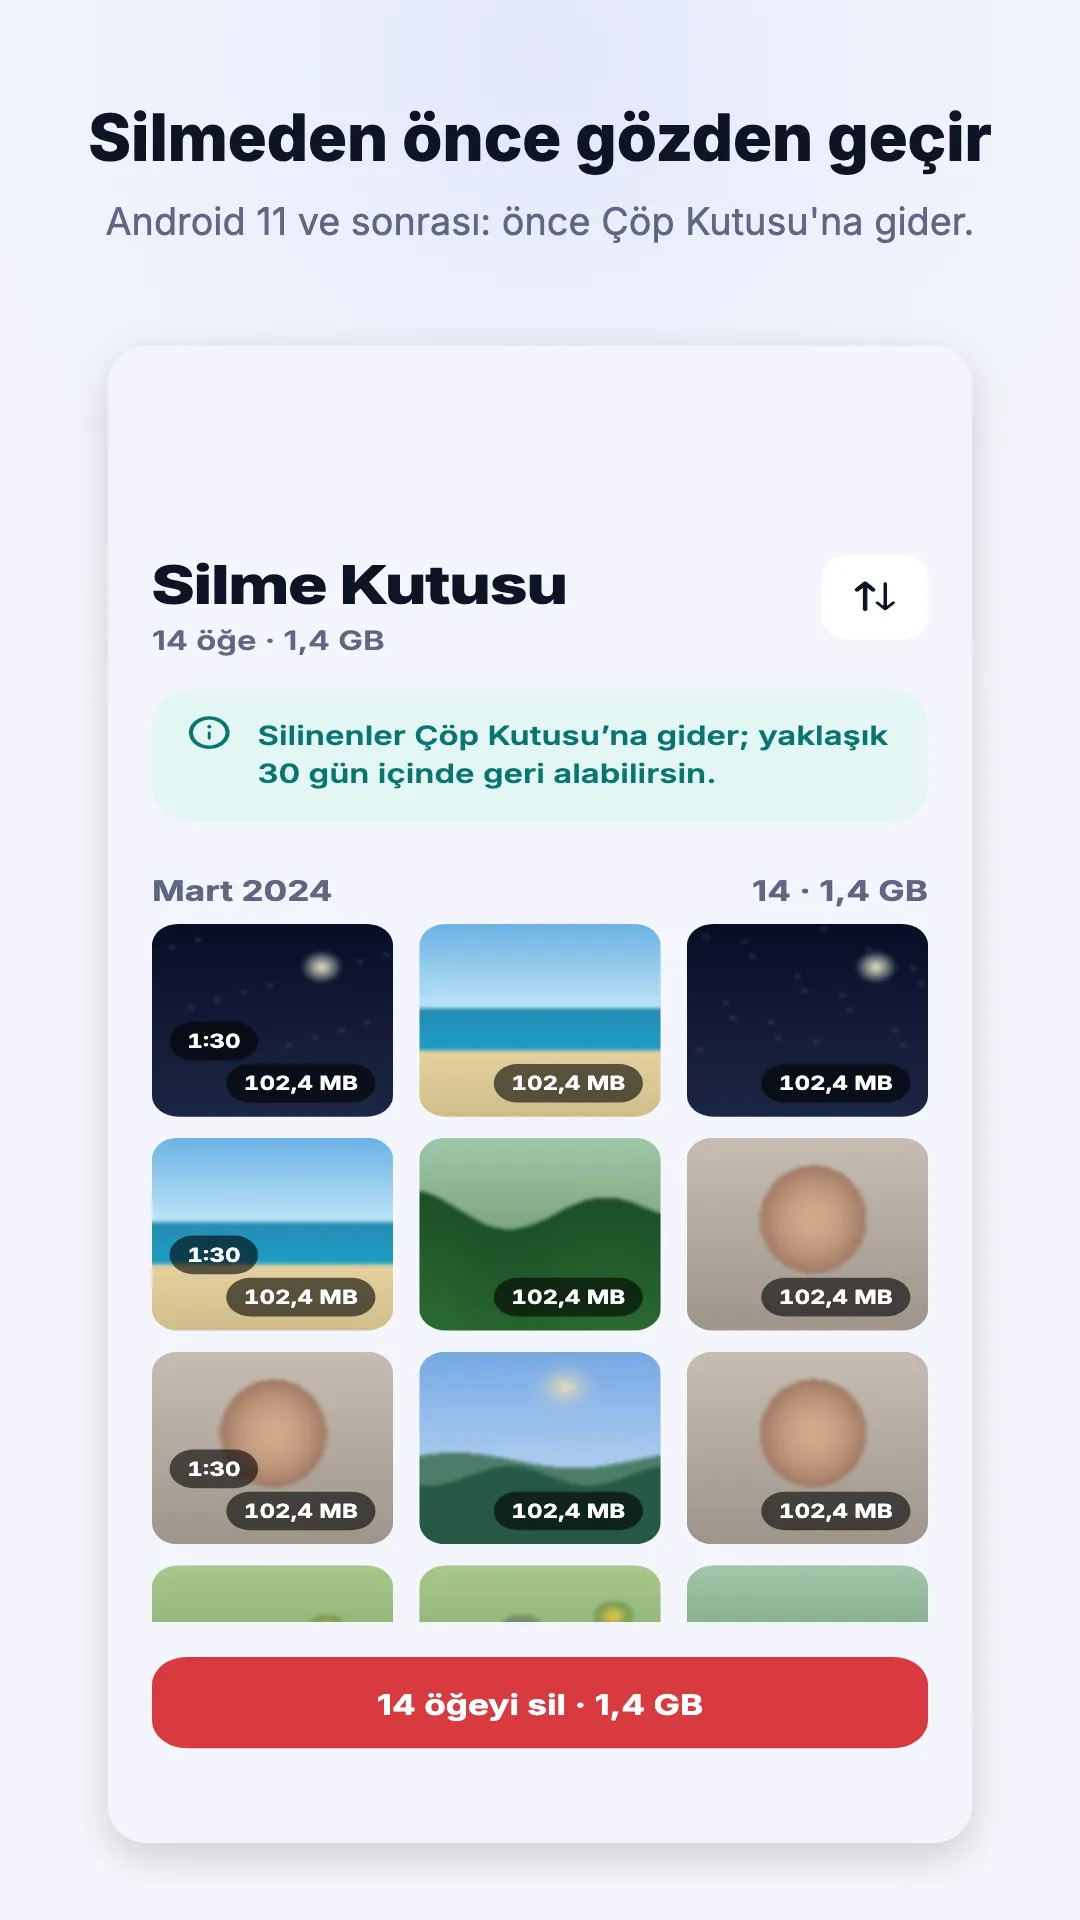 Silmeden önce gözden geçir
Android 11 ve sonrası: önce Çöp Kutusu'na gider.
Silme Kutusu
14 öğe · 1,4 GB
Silinenler Çöp Kutusu’na gider; yaklaşık
30 gün içinde geri alabilirsin.
Mart 2024
14 · 1,4 GB
1:30
102,4 MB
102,4 MB
102,4 MB
1:30
102,4 MB
102,4 MB
102,4 MB
1:30
102,4 MB
102,4 MB
102,4 MB
14 öğeyi sil · 1,4 GB